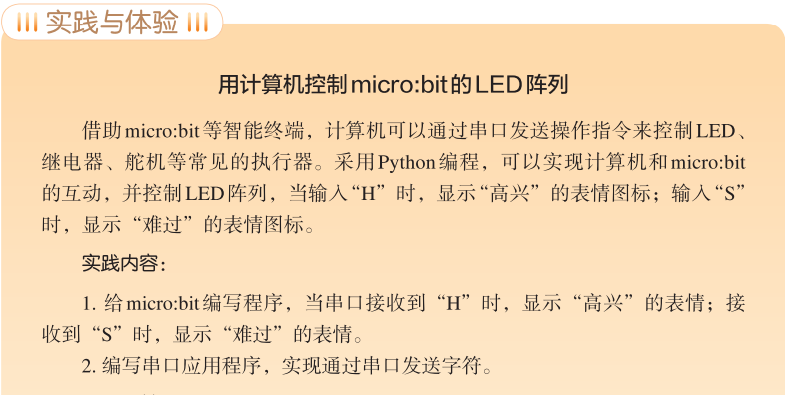 实践与体验
用计算机控制micro:bit的LED阵列
借助micro:bit等智能终端，计算机可以通过串口发送操作指令来控制LED、
继电器、舵机等常见的执行器。采用Python编程，可以实现计算机和micro:bit
的互动，并控制LED阵列，当输入“H”时，显示“高兴”的表情图标；输入“S”
时，显示“难过”的表情图标。
实践内容：
1. 给micro:bit编写程序，当串口接收到“H”时，显示“高兴”的表情；接
收到“S”时，显示“难过”的表情。
2. 编写串口应用程序，实现通过串口发送字符。